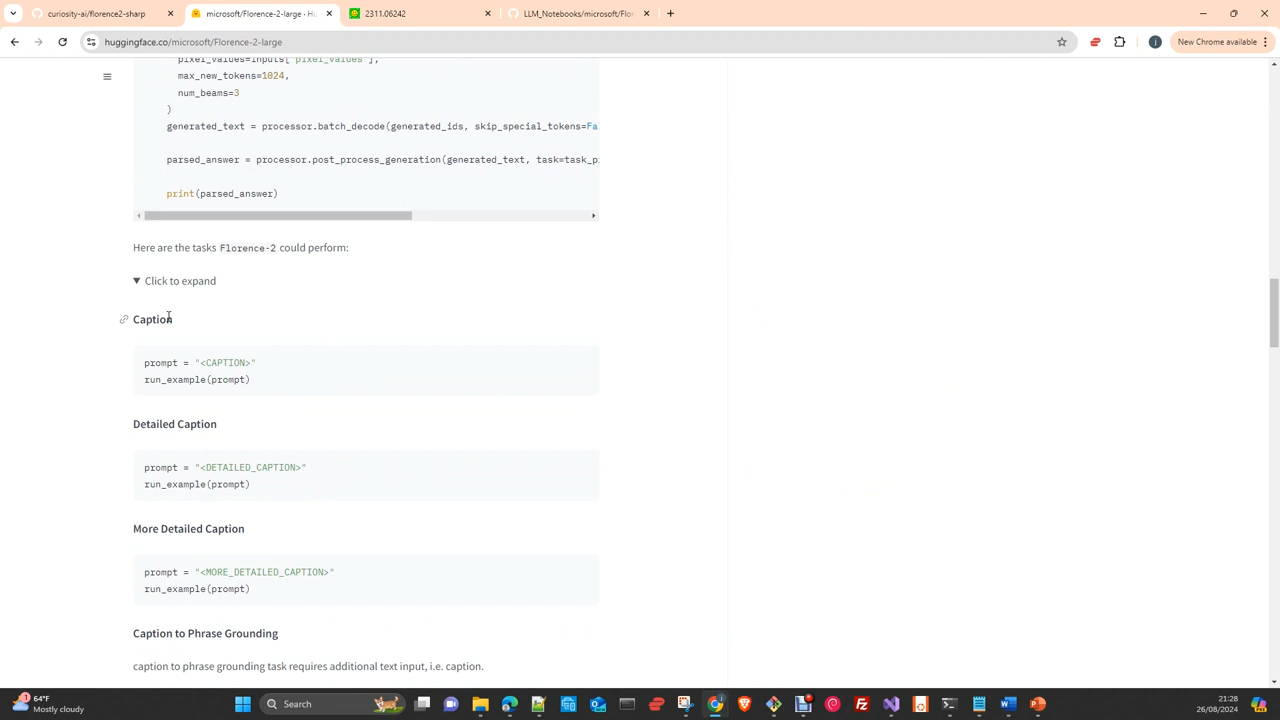 curiosity-ai/florence2-sharp
microsoft/Florence-2-large · Hu
2311.06242
LLM_Notebooks/microsoft/Flor
huggingface.co/microsoft/Florence-2-large
New Chrome available
pixel_values=inputs["pixel_values"],
max_new_tokens=1024,
num_beams=3
)
generated_text = processor.batch_decode(generated_ids, skip_special_tokens=Fa
parsed_answer = processor.post_process_generation(generated_text, task=task_p
print(parsed_answer)
Here are the tasks Florence-2 could perform:
▼ Click to expand
Caption
prompt = "<CAPTION>"
run_example(prompt)
Detailed Caption
prompt = "<DETAILED_CAPTION>"
run_example(prompt)
More Detailed Caption
prompt = "<MORE_DETAILED_CAPTION>"
run_example(prompt)
Caption to Phrase Grounding
caption to phrase grounding task requires additional text input, i.e. caption.
64°F
Mostly cloudy
Search
21:28
26/08/2024